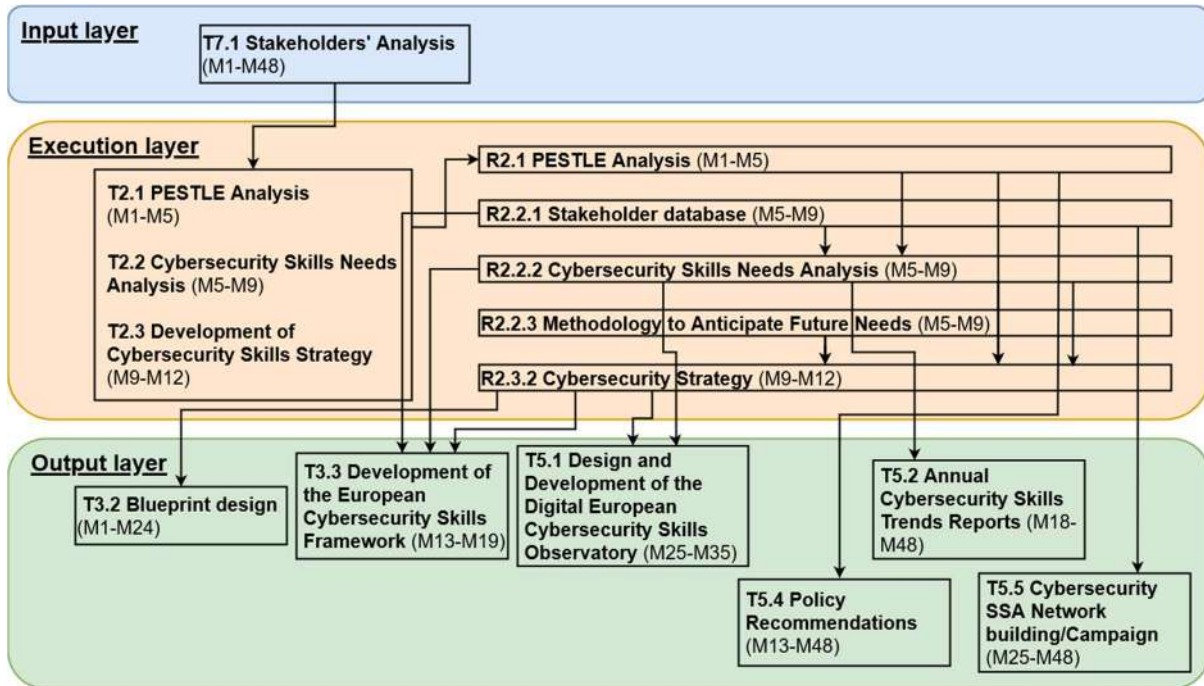 Input layer
T7.1 Stakeholders' Analysis
(M1-M48)
Execution layer
T2.1 PESTLE Analysis
(M1-M5)
T2.2 Cybersecurity Skills Needs
Analysis (M5-M9)
T2.3 Development of
Cybersecurity Skills Strategy
(M9-M12)
R2.1 PESTLE Analysis (M1-M5)
R2.2.1 Stakeholder database (M5-M9)
R2.2.2 Cybersecurity Skills Needs Analysis (M5-M9)
R2.2.3 Methodology to Anticipate Future Needs (M5-M9)
R2.3.2 Cybersecurity Strategy (M9-M12)
Output layer
T3.2 Blueprint design
(M1-M24)
T3.3 Development of
the European
Cybersecurity Skills
Framework (M13-M19)
T5.1 Design and
Development of the
Digital European
Cybersecurity Skills
Observatory (M25-M35)
T5.2 Annual
Cybersecurity Skills
Trends Reports (M18-
M48)
T5.4 Policy
Recommendations
(M13-M48)
T5.5 Cybersecurity
SSA Network
building/Campaign
(M25-M48)